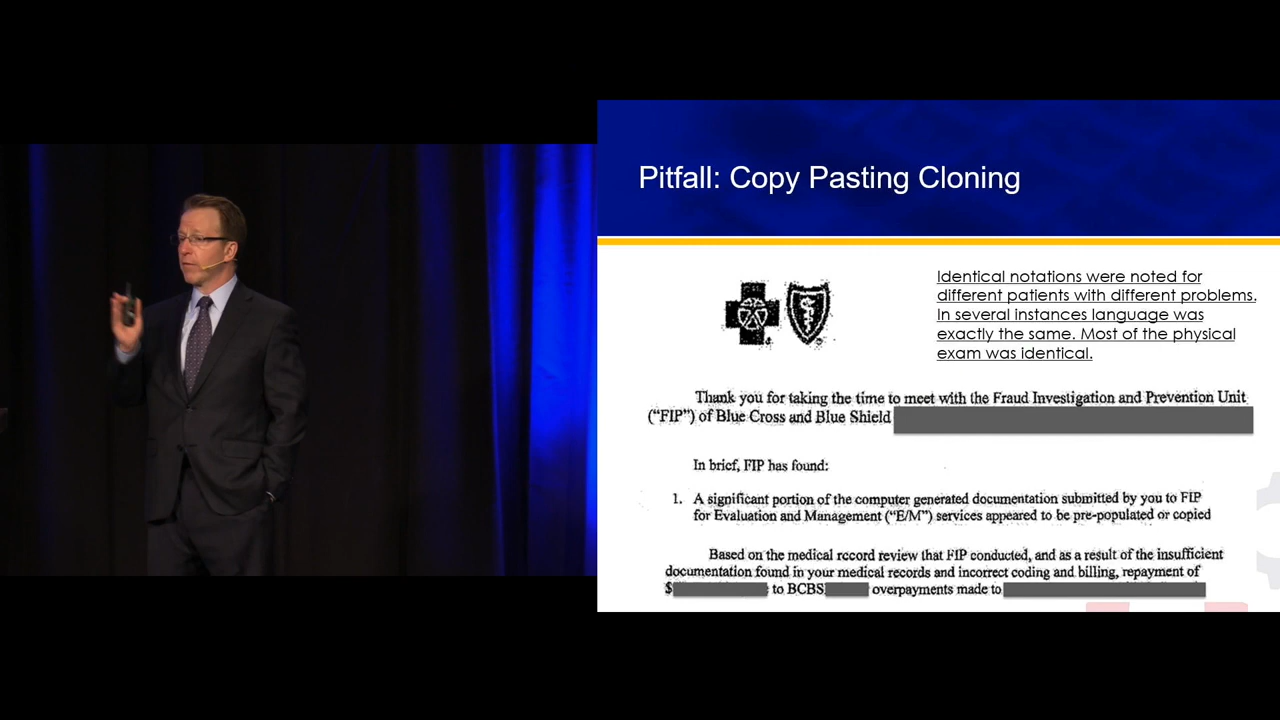 Pitfall: Copy Pasting Cloning
Identical notations were noted for
different patients with different problems.
In several instances language was
exactly the same. Most of the physical
exam was identical.
Thank you for taking the time to meet with the Fraud Investigation and Prevention Unit
("FIP") of Blue Cross and Blue Shield
In brief, FIP has found:
1. A significant portion of the computer generated documentation submitted by you to FIP
for Evaluation and Management ("E/M") services appeared to be pre-populated or copied
Based on the medical record review that FIP conducted, and as a result of the insufficient
documentation found in your medical records and incorrect coding and billing, repayment of
$ to BCBS overpayments made to